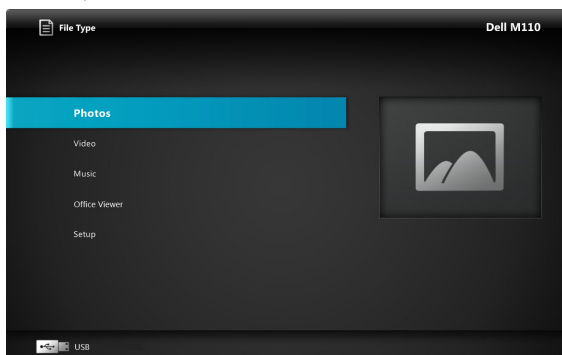 File Type
Dell M110
Photos
Video
Music
Office Viewer
Setup
USB